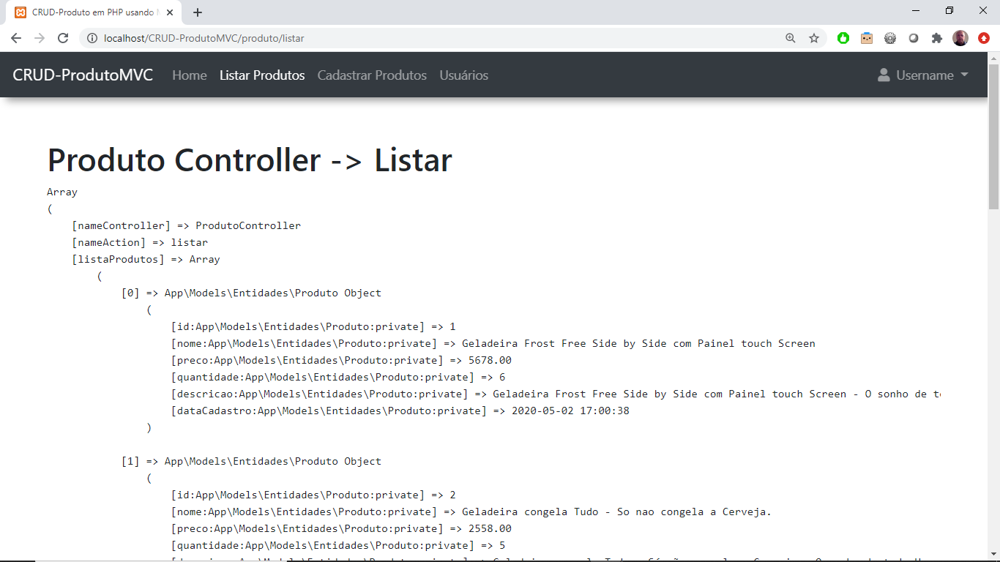 CRUD-Produto em PHP usando
localhost/CRUD-ProdutoMVC/produto/listar
CRUD-ProdutoMVC Home Listar Produtos Cadastrar Produtos Usuários Username
Produto Controller -> Listar
Array
(
[nameController] => ProdutoController
[nameAction] => listar
[listaProdutos] => Array
(
[0] => App\Models\Entidades\Produto Object
(
[id:App\Models\Entidades\Produto:private] => 1
[nome:App\Models\Entidades\Produto:private] => Geladeira Frost Free Side by Side com Painel touch Screen
[preco:App\Models\Entidades\Produto:private] => 5678.00
[quantidade:App\Models\Entidades\Produto:private] => 6
[descricao:App\Models\Entidades\Produto:private] => Geladeira Frost Free Side by Side com Painel touch Screen - O sonho de
[dataCadastro:App\Models\Entidades\Produto:private] => 2020-05-02 17:00:38
)
[1] => App\Models\Entidades\Produto Object
(
[id:App\Models\Entidades\Produto:private] => 2
[nome:App\Models\Entidades\Produto:private] => Geladeira congela Tudo - So nao congela a Cerveja.
[preco:App\Models\Entidades\Produto:private] => 2558.00
[quantidade:App\Models\Entidades\Produto:private] => 5